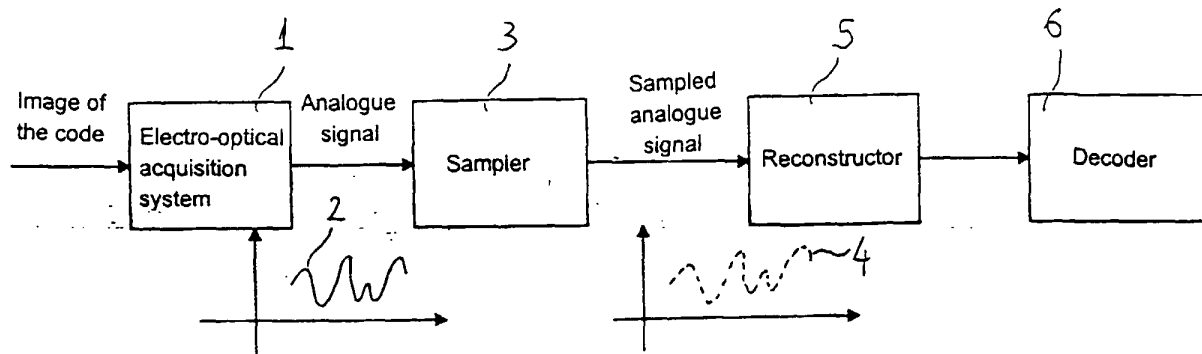 1
3
5
6
Image of
the code
Electro-optical
acquisition
system
Analogue
signal
Sampler
Sampled
analogue
signal
Reconstructor
Decoder
2
4